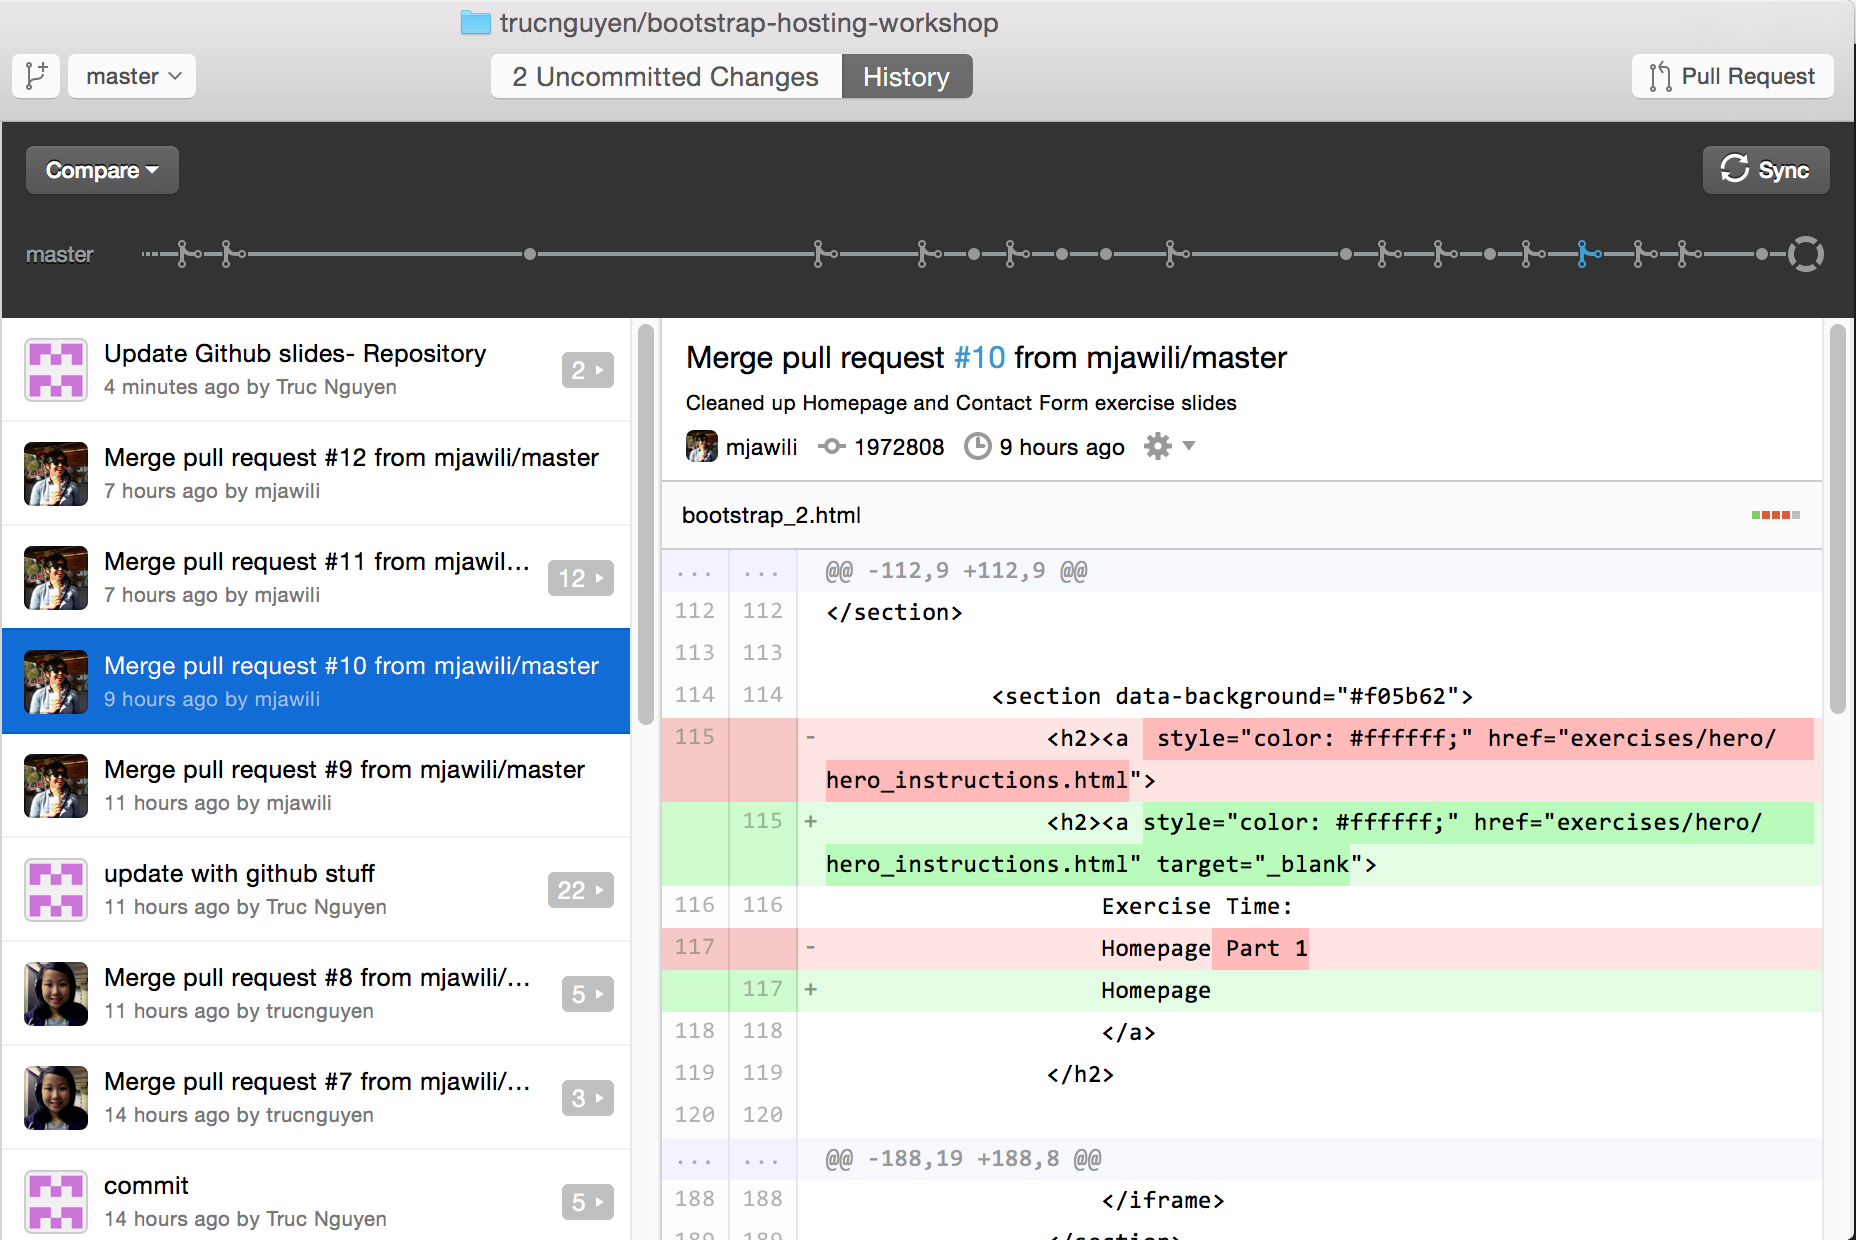 trucnguyen/bootstrap-hosting-workshop
master
2 Uncommitted Changes
History
Pull Request
Compare
Sync
master
Update Github slides- Repository
4 minutes ago by Truc Nguyen
2
Merge pull request #12 from mjawili/master
7 hours ago by mjawili
Merge pull request #11 from mjawil...
7 hours ago by mjawili
12
Merge pull request #10 from mjawili/master
9 hours ago by mjawili
Merge pull request #9 from mjawili/master
11 hours ago by mjawili
update with github stuff
11 hours ago by Truc Nguyen
22
Merge pull request #8 from mjawili/...
11 hours ago by trucnguyen
5
Merge pull request #7 from mjawili/...
14 hours ago by trucnguyen
3
commit
14 hours ago by Truc Nguyen
5
Merge pull request #10 from mjawili/master
Cleaned up Homepage and Contact Form exercise slides
mjawili 1972808 9 hours ago
bootstrap_2.html
... ... @@ -112,9 +112,9 @@
112 112 </section>
113 113
114 114 <section data-background="#f05b62">
115 - <h2><a  style="color: #ffffff;" href="exercises/hero/
hero_instructions.html">
115 + <h2><a style="color: #ffffff;" href="exercises/hero/
hero_instructions.html" target="_blank">
116 116 Exercise Time:
117 - Homepage Part 1
117 + Homepage
118 118 </a>
119 119 </h2>
120 120
... ... @@ -188,19 +188,8 @@
188 188 </iframe>
189 189 </section>